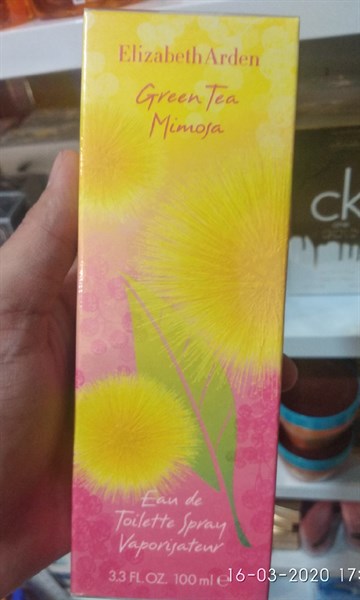 Elizabeth Arden
Green Tea
Mimosa
ck
Eau de
Toilette Spray
Vaporisateur
3.3 FL. OZ. 100 ml e
16-03-2020 17: